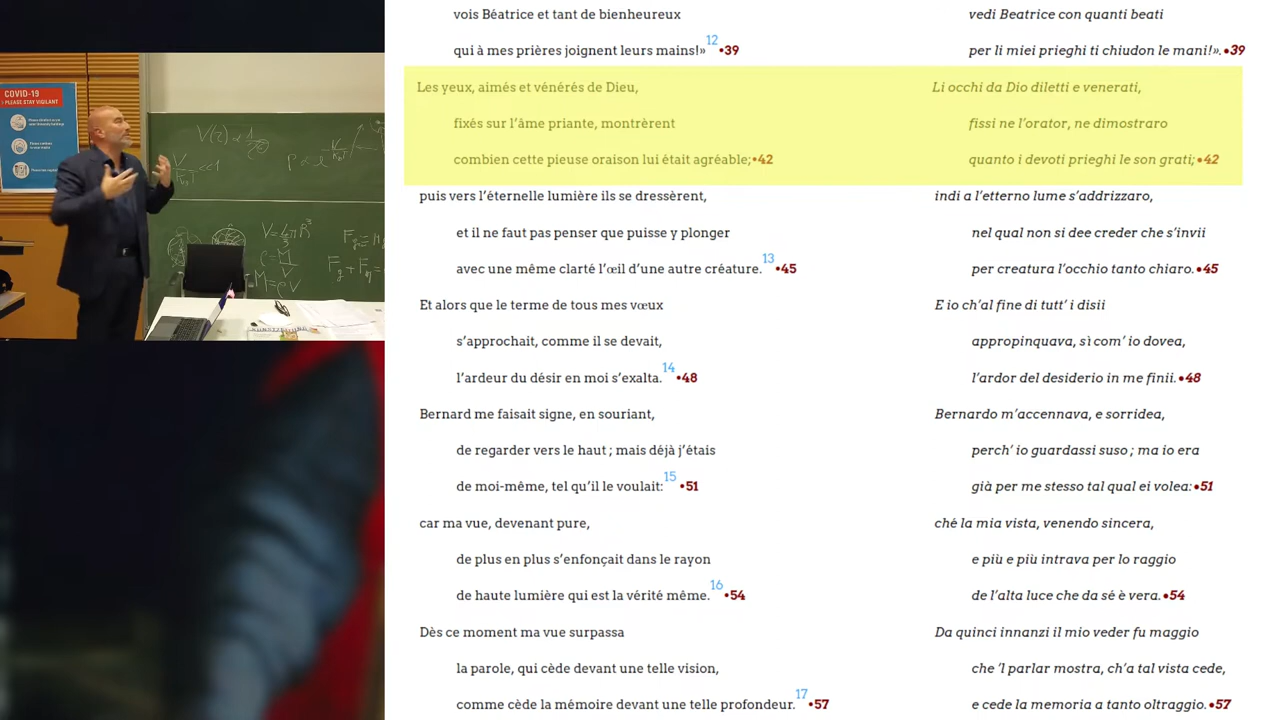 COVID-19
PLEASE STAY VIGILANT
vois Béatrice et tant de bienheureux
qui à mes prières joignent leurs mains!»12•39
Les yeux, aimés et vénérés de Dieu,
fixés sur l’âme priante, montrèrent
combien cette pieuse oraison lui était agréable;•42
puis vers l’éternelle lumière ils se dressèrent,
et il ne faut pas penser que puisse y plonger
avec une même clarté l’œil d’une autre créature.13•45
Et alors que le terme de tous mes vœux
s’approchait, comme il se devait,
l’ardeur du désir en moi s’exalta.14•48
Bernard me faisait signe, en souriant,
de regarder vers le haut ; mais déjà j’étais
de moi-même, tel qu’il le voulait:15•51
car ma vue, devenant pure,
de plus en plus s’enfonçait dans le rayon
de haute lumière qui est la vérité même.16•54
Dès ce moment ma vue surpassa
la parole, qui cède devant une telle vision,
comme cède la mémoire devant une telle profondeur.17•57
vedi Beatrice con quanti beati
per li miei prieghi ti chiudon le mani!».•39
Li occhi da Dio diletti e venerati,
fissi ne l’orator, ne dimostraro
quanto i devoti prieghi le son grati;•42
indi a l’etterno lume s’addrizzaro,
nel qual non si dee creder che s’invii
per creatura l’occhio tanto chiaro.•45
E io ch’al fine di tutt’ i disii
appropinquava, sì com’ io dovea,
l’ardor del desiderio in me finii.•48
Bernardo m’accennava, e sorridea,
perch’ io guardassi suso ; ma io era
già per me stesso tal qual ei volea:•51
ché la mia vista, venendo sincera,
e più e più intrava per lo raggio
de l’alta luce che da sé è vera.•54
Da quinci innanzi il mio veder fu maggio
che ’l parlar mostra, ch’a tal vista cede,
e cede la memoria a tanto oltraggio.•57